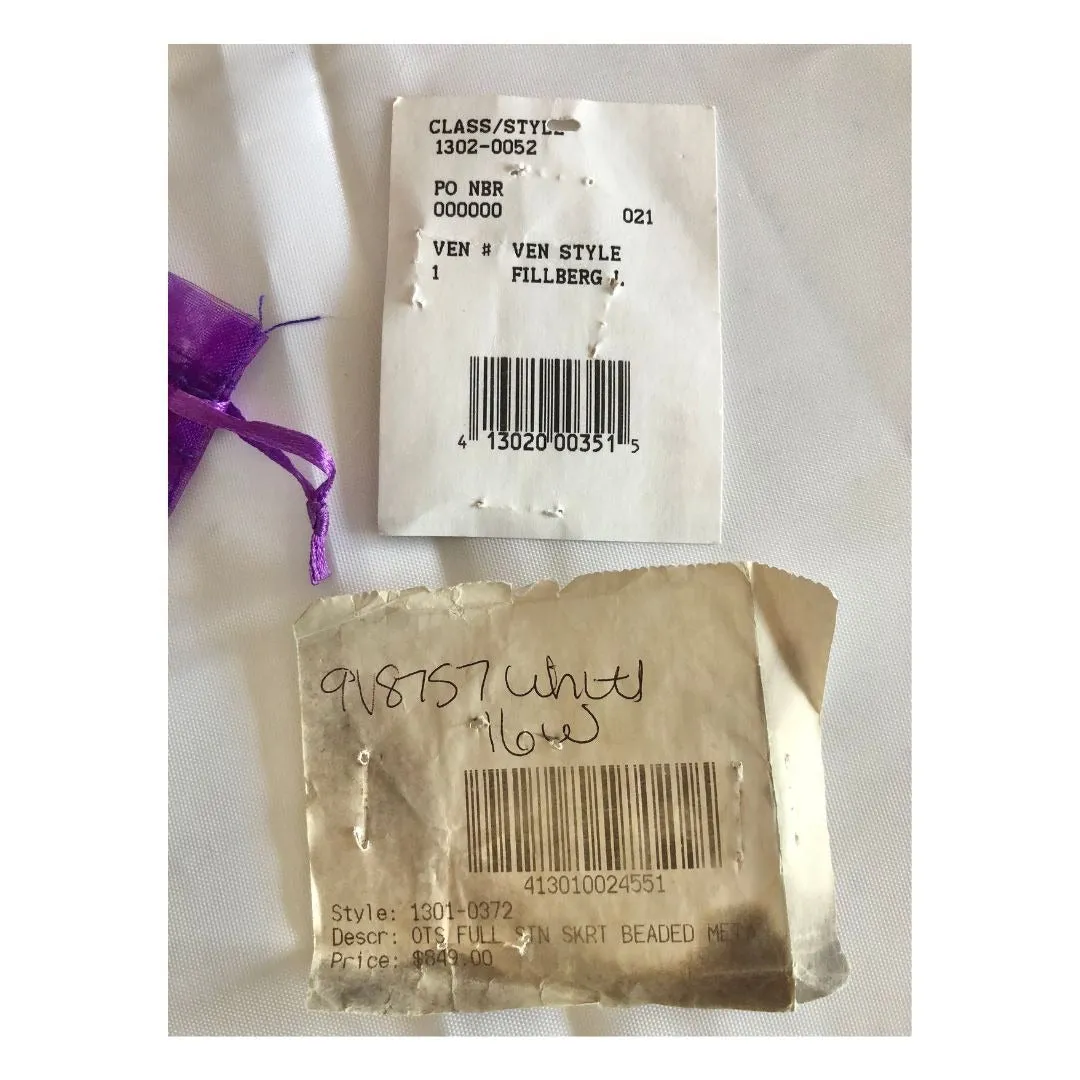 CLASS/STYLE
1302-0052
PO NBR
000000 021
VEN # VEN STYLE
1 FILLBERG
4 13020 00351 5
9V8757 White
16W
413010024551
Style: 1301-0372
Descr: OTS FULL STN SKRT BEADED META
Price: $849.00